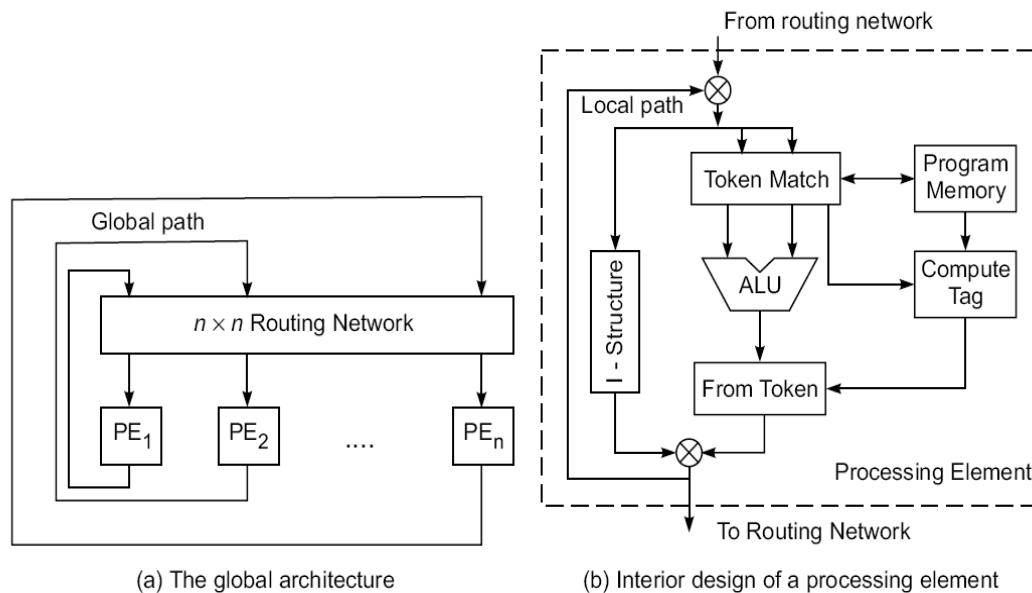 Global path
n × n Routing Network
PE1
PE2
....
PEn
(a) The global architecture
From routing network
Local path
Token Match
Program
Memory
I - Structure
ALU
Compute
Tag
From Token
Processing Element
To Routing Network
(b) Interior design of a processing element